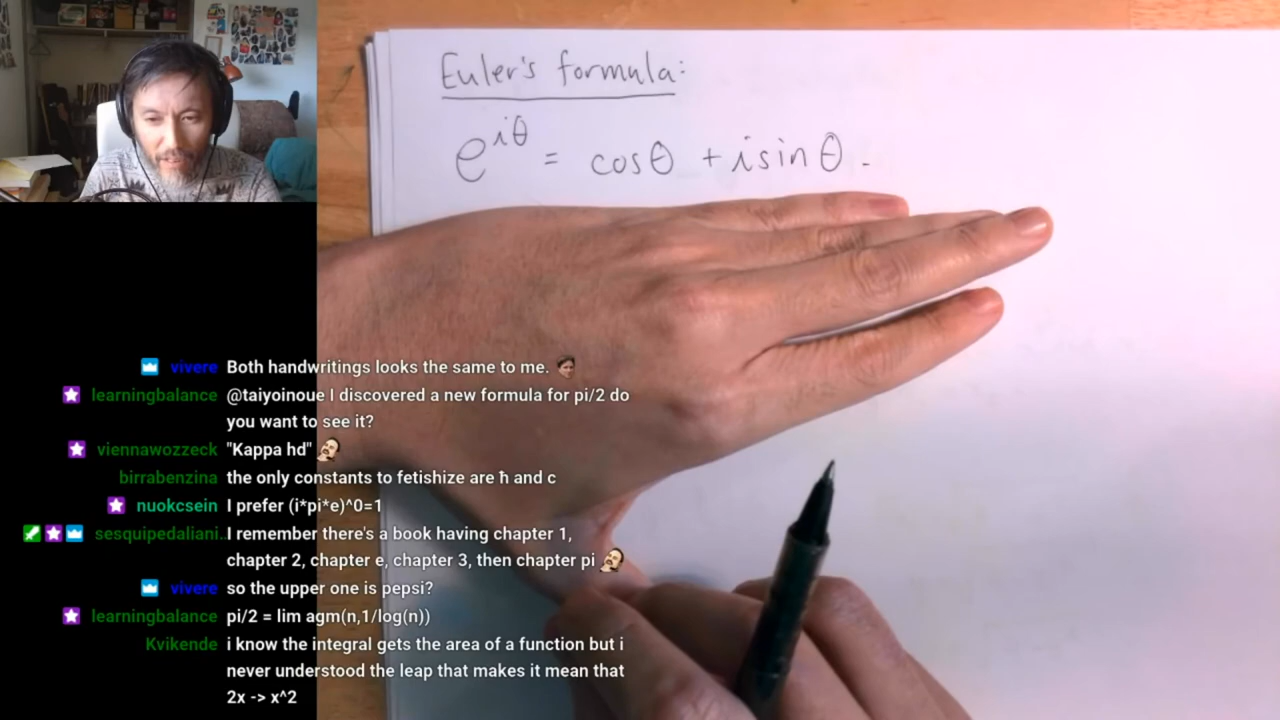 Euler's formula:
e^{iθ} = cosθ + i sinθ.
vivere Both handwritings looks the same to me.
learningbalance @taiyoinoue I discovered a new formula for pi/2 do
you want to see it?
viennawozzeck "Kappa hd"
birrabenzina the only constants to fetishize are ħ and c
nuokcsein I prefer (i*pi*e)^0=1
sesquipedaliani.. I remember there's a book having chapter 1,
chapter 2, chapter e, chapter 3, then chapter pi
vivere so the upper one is pepsi?
learningbalance pi/2 = lim agm(n,1/log(n))
Kvikende i know the integral gets the area of a function but i
never understood the leap that makes it mean that
2x -> x^2